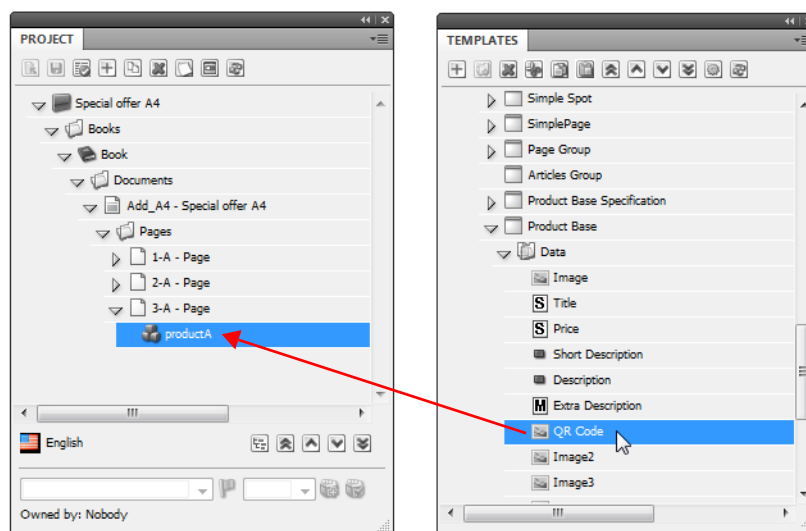 PROJECT
Special offer A4
Books
Book
Documents
Add_A4 - Special offer A4
Pages
1-A - Page
2-A - Page
3-A - Page
productA
English
Owned by: Nobody
TEMPLATES
Simple Spot
SimplePage
Page Group
Articles Group
Product Base Specification
Product Base
Data
Image
S Title
S Price
Short Description
Description
M Extra Description
QR Code
Image2
Image3